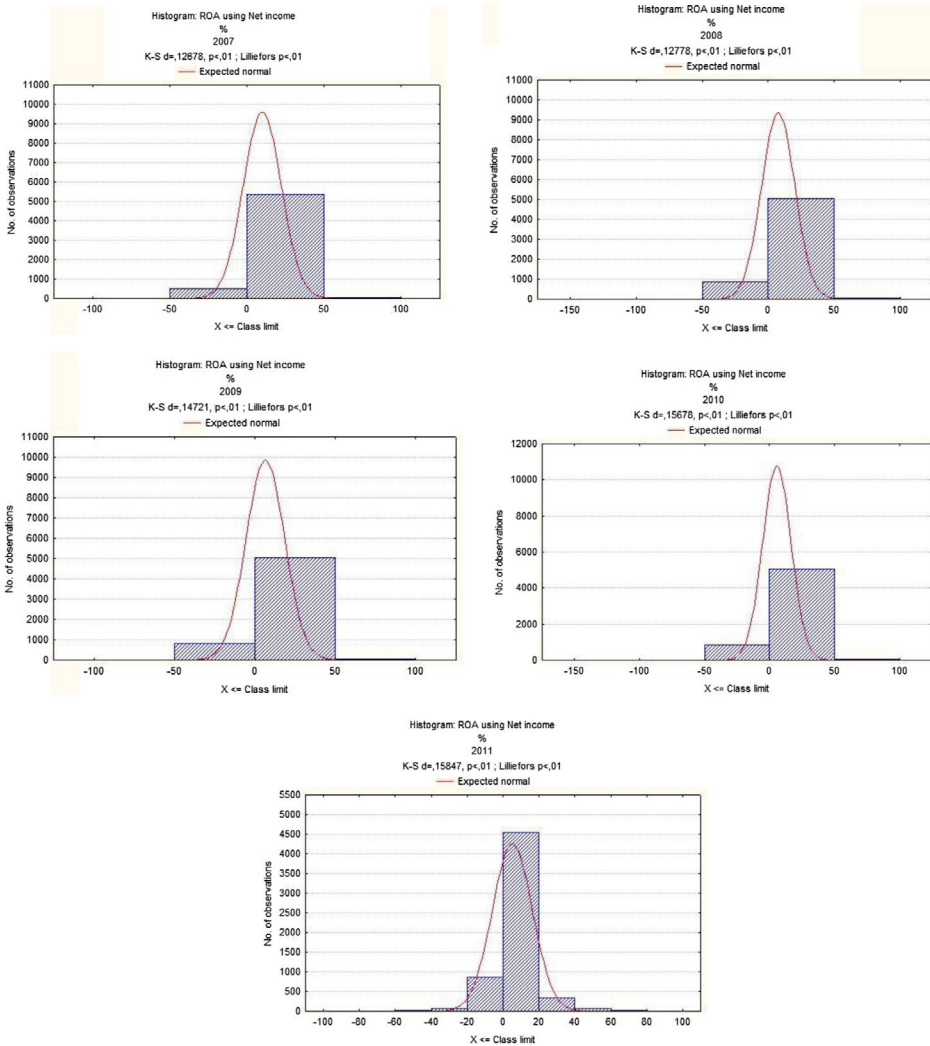 Histogram: ROA using Net income
%
2007
K-S d=,12678, p<,01 ; Lilliefors p<,01
Expected normal
No. of observations
11000
10000
9000
8000
7000
6000
5000
4000
3000
2000
1000
0
-100 -50 0 50 100
X <= Class limit
Histogram: ROA using Net income
%
2008
K-S d=,12778, p<,01 ; Lilliefors p<,01
Expected normal
No. of observations
11000
10000
9000
8000
7000
6000
5000
4000
3000
2000
1000
0
-150 -100 -50 0 50 100
X <= Class limit
Histogram: ROA using Net income
%
2009
K-S d=,14721, p<,01 ; Lilliefors p<,01
Expected normal
No. of observations
11000
10000
9000
8000
7000
6000
5000
4000
3000
2000
1000
0
-100 -50 0 50 100
X <= Class limit
Histogram: ROA using Net income
%
2010
K-S d=,15678, p<,01 ; Lilliefors p<,01
Expected normal
No. of observations
12000
10000
8000
6000
4000
2000
0
-150 -100 -50 0 50 100
X <= Class limit
Histogram: ROA using Net income
%
2011
K-S d=,15847, p<,01 ; Lilliefors p<,01
Expected normal
No. of observations
5500
5000
4500
4000
3500
3000
2500
2000
1500
1000
500
0
-100 -80 -60 -40 -20 0 20 40 60 80 100
X <= Class limit